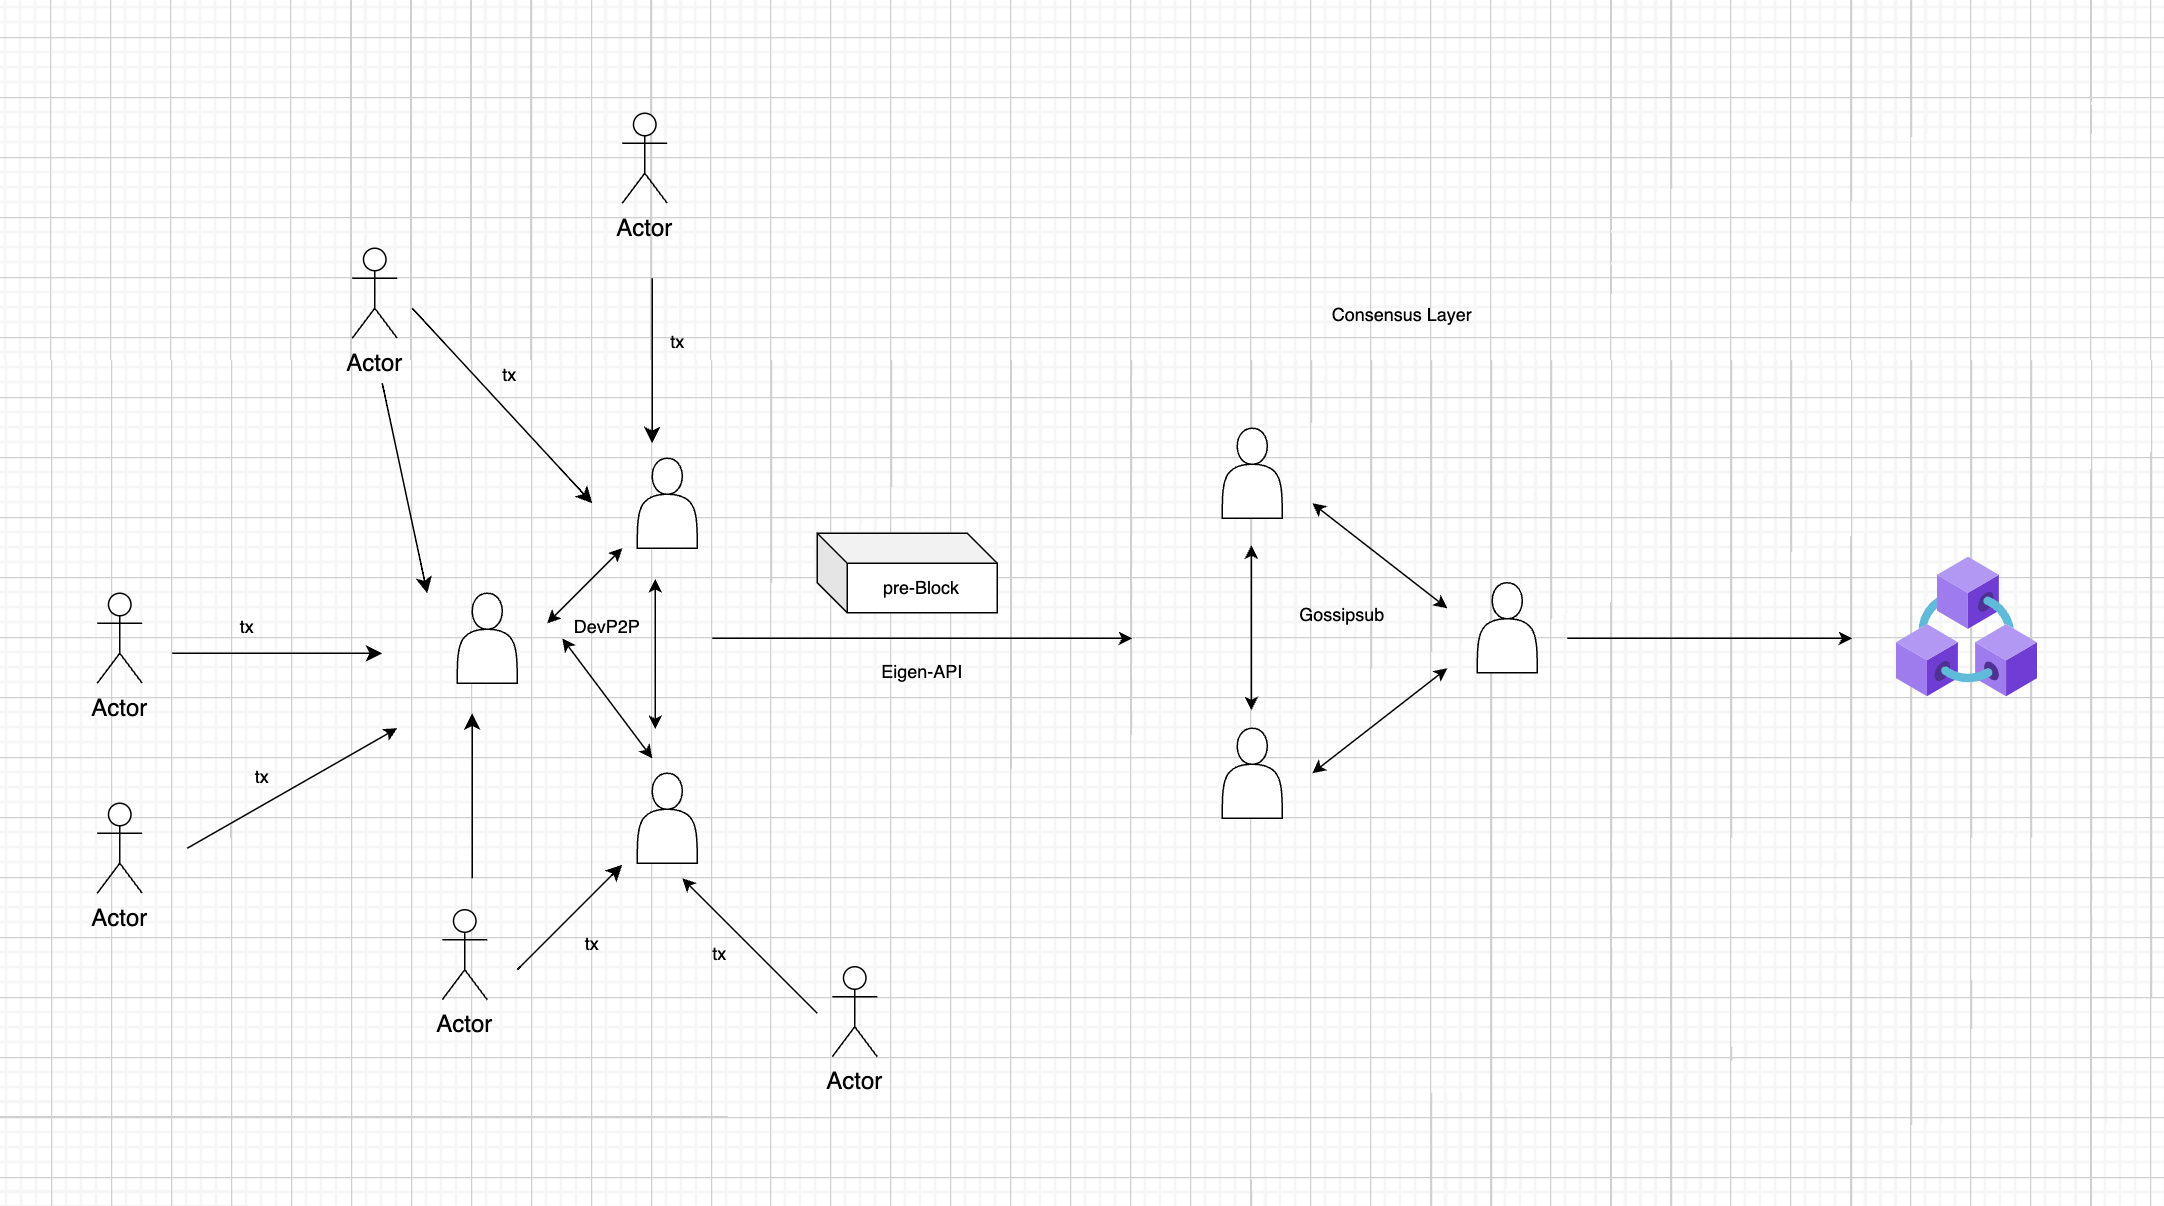 Actor
Actor
tx
Consensus Layer
tx
pre-Block
Gossipsub
tx
DevP2P
Eigen-API
Actor
tx
Actor
tx
tx
Actor
Actor